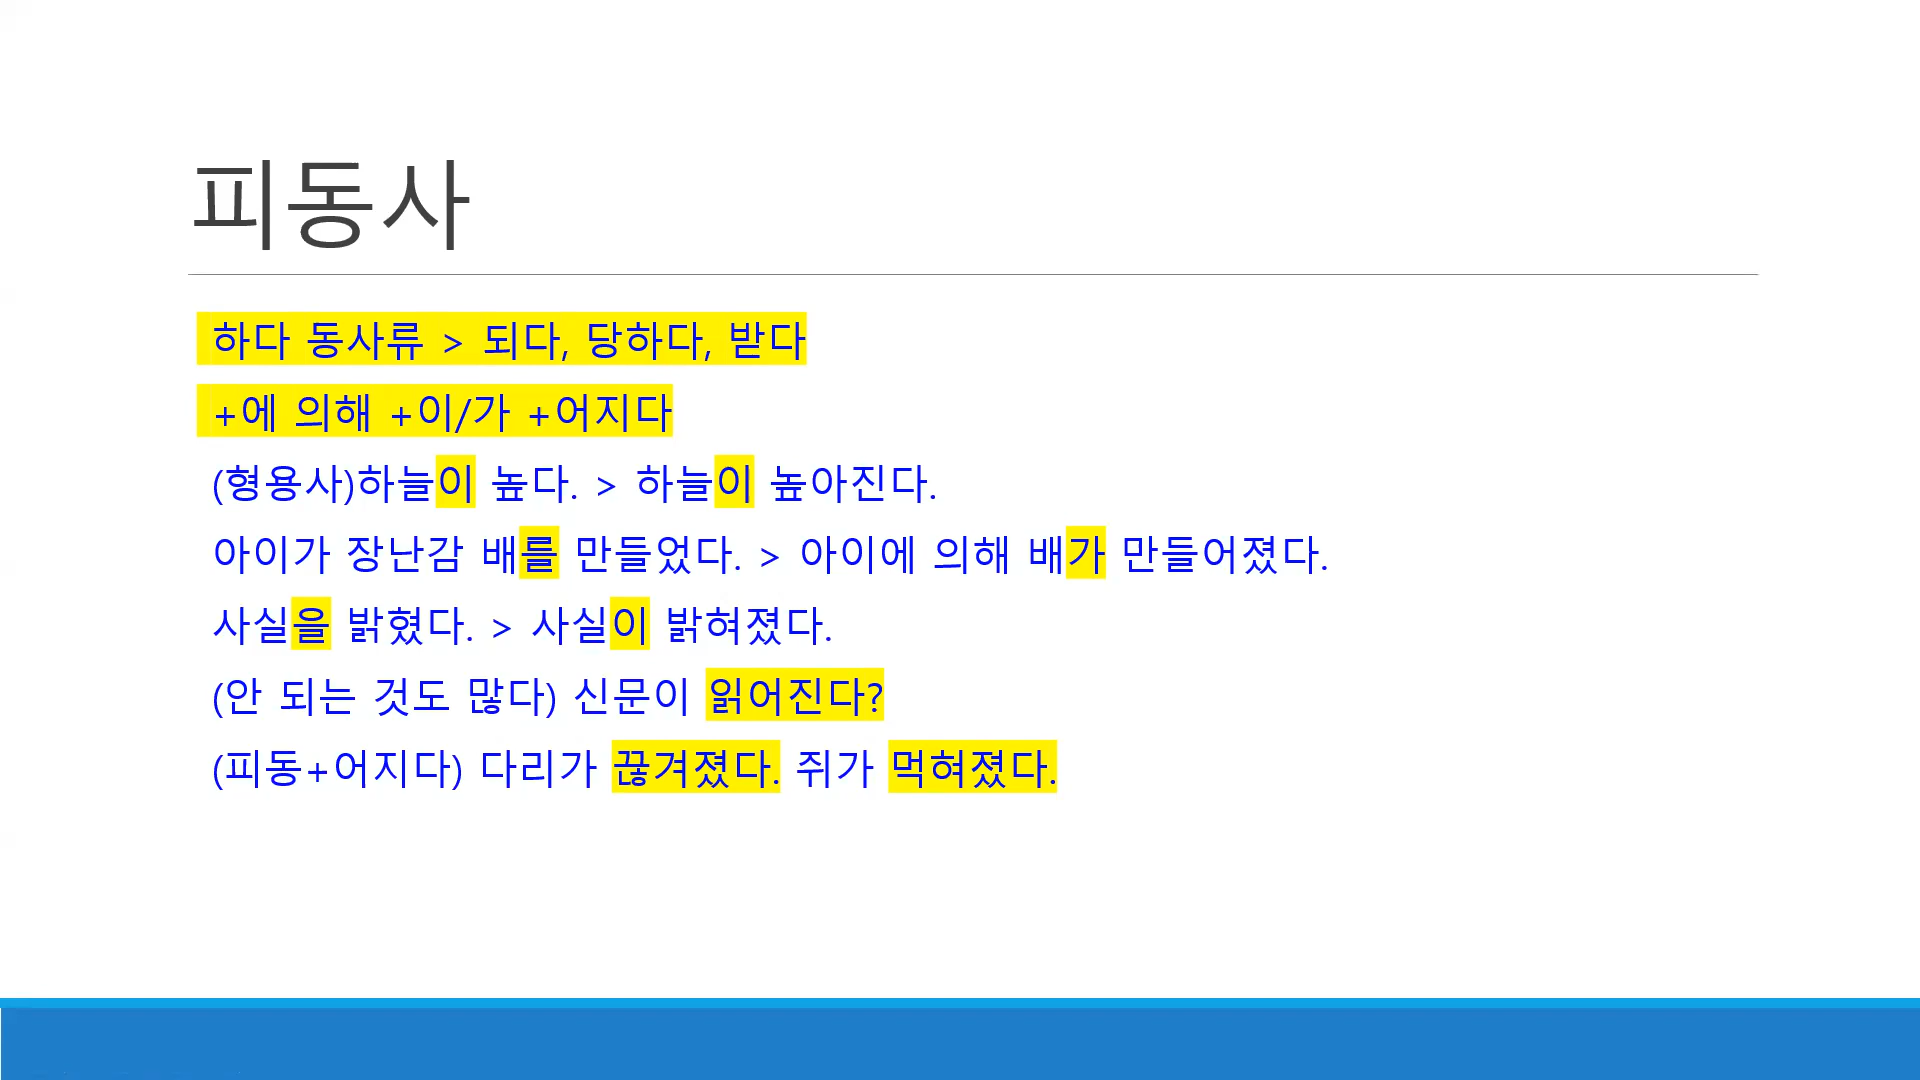 피동사
하다 동사류 > 되다, 당하다, 받다
+에 의해 +이/가 +어지다
(형용사)하늘이 높다. > 하늘이 높아진다.
아이가 장난감 배를 만들었다. > 아이에 의해 배가 만들어졌다.
사실을 밝혔다. > 사실이 밝혀졌다.
(안 되는 것도 많다) 신문이 읽어진다?
(피동+어지다) 다리가 끊겨졌다. 쥐가 먹혀졌다.